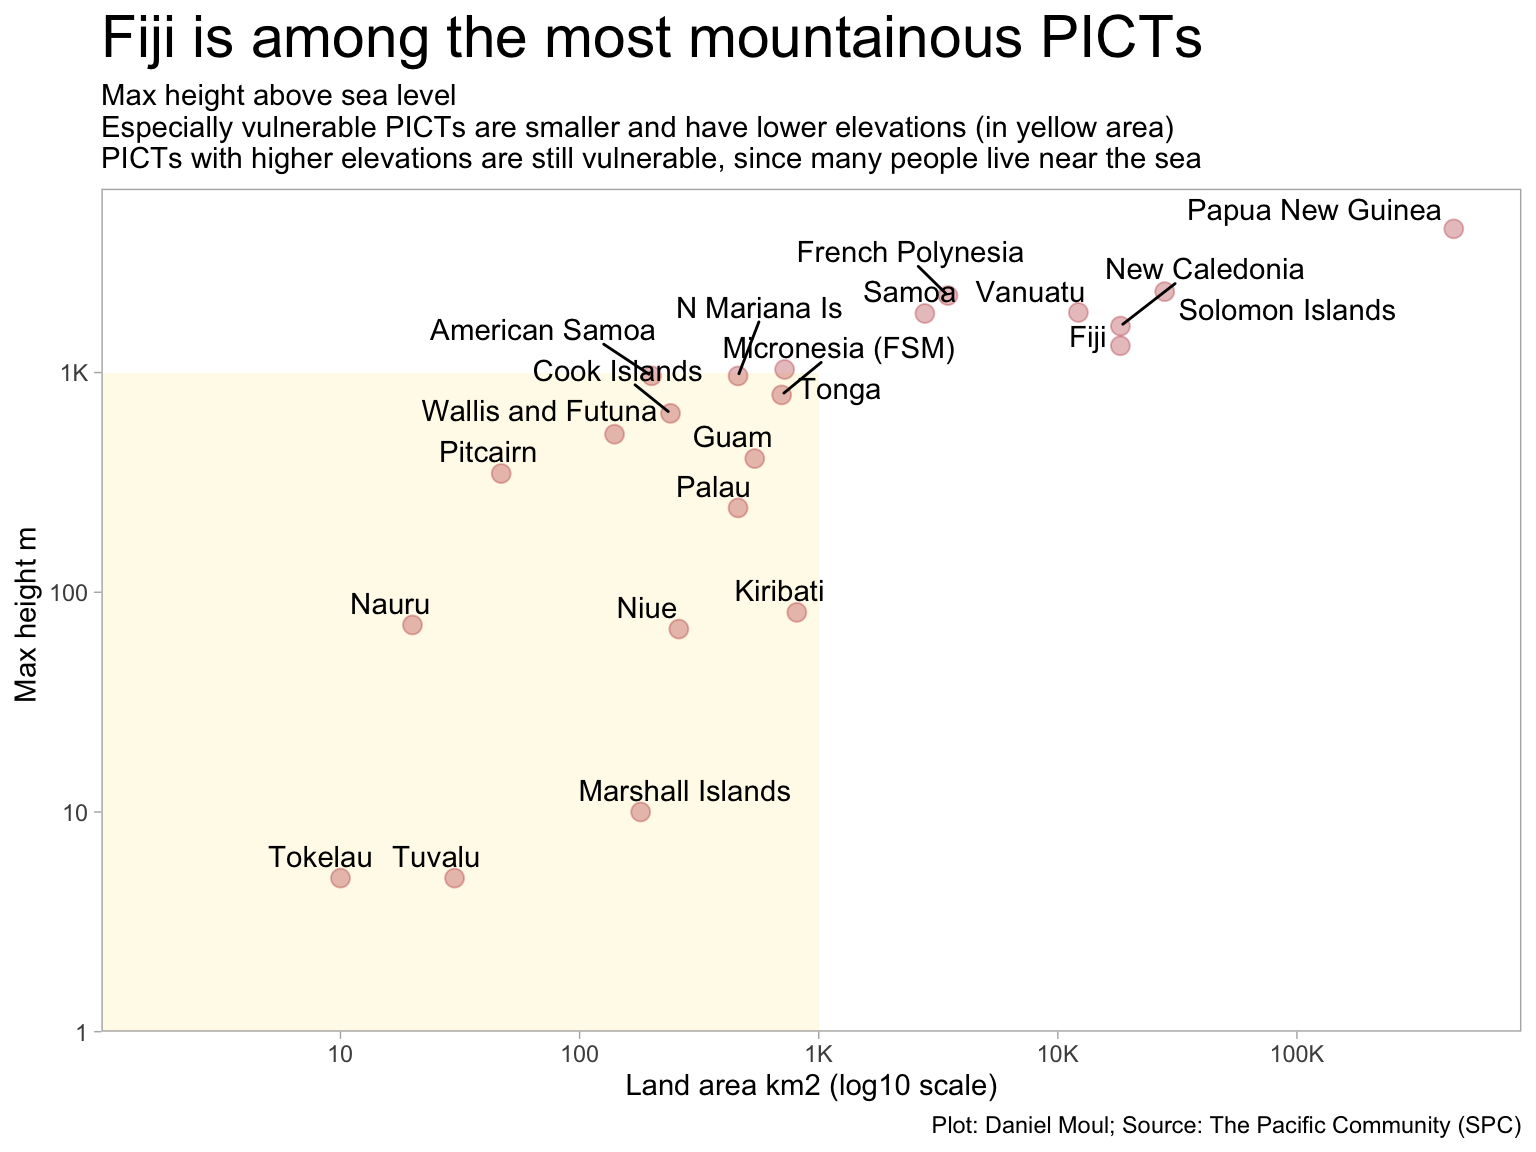 Fiji is among the most mountainous PICTs
Max height above sea level
Especially vulnerable PICTs are smaller and have lower elevations (in yellow area)
PICTs with higher elevations are still vulnerable, since many people live near the sea
Papua New Guinea
French Polynesia
New Caledonia
Samoa
Vanuatu
N Mariana Is
Solomon Islands
American Samoa
Fiji
Micronesia (FSM)
Cook Islands
1K
Tonga
Wallis and Futuna
Guam
Pitcairn
Palau
Max height m
100
Kiribati
Nauru
Niue
Marshall Islands
10
Tokelau
Tuvalu
1
10
100
1K
10K
100K
Land area km2 (log10 scale)
Plot: Daniel Moul; Source: The Pacific Community (SPC)